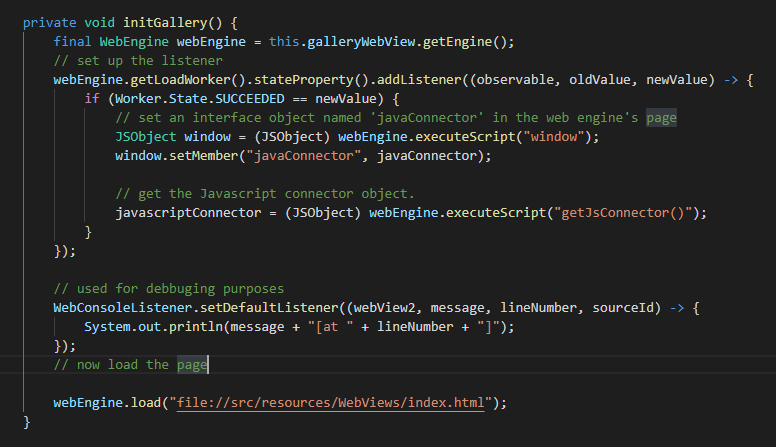 private void initGallery() {
    final WebEngine webEngine = this.galleryWebView.getEngine();
    // set up the listener
    webEngine.getLoadWorker().stateProperty().addListener((observable, oldValue, newValue) -> {
        if (Worker.State.SUCCEEDED == newValue) {
            // set an interface object named 'javaConnector' in the web engine's page
            JSObject window = (JSObject) webEngine.executeScript("window");
            window.setMember("javaConnector", javaConnector);

            // get the Javascript connector object.
            javascriptConnector = (JSObject) webEngine.executeScript("getJsConnector()");
        }
    });

    // used for debbuging purposes
    WebConsoleListener.setDefaultListener((webView2, message, lineNumber, sourceId) -> {
        System.out.println(message + "[at " + lineNumber + "]");
    });
    // now load the page

    webEngine.load("file://src/resources/WebViews/index.html");
}